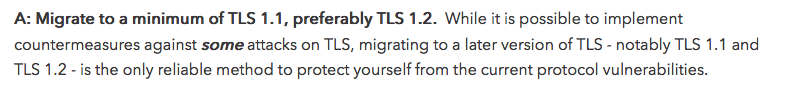 A: Migrate to a minimum of TLS 1.1, preferably TLS 1.2. While it is possible to implement
countermeasures against some attacks on TLS, migrating to a later version of TLS - notably TLS 1.1 and
TLS 1.2 - is the only reliable method to protect yourself from the current protocol vulnerabilities.